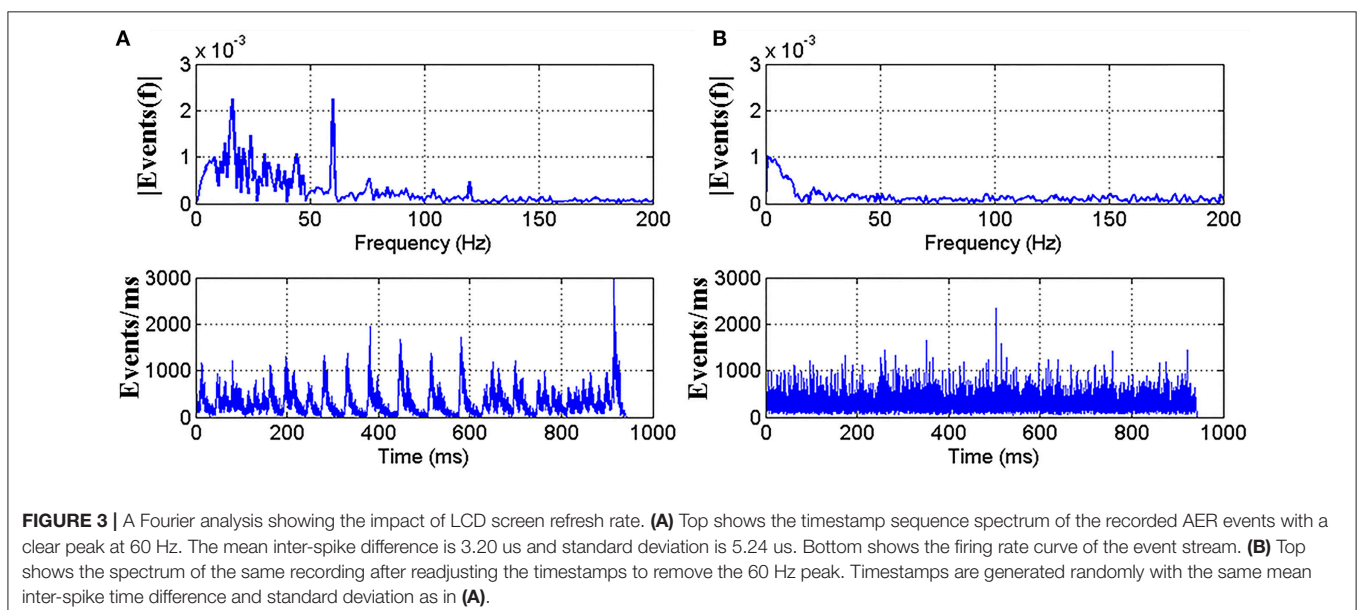 A
x 10-3
3
2
1
0
|Events(f)|
0 50 100 150 200
Frequency (Hz)
B
x 10-3
3
2
1
0
|Events(f)|
0 50 100 150 200
Frequency (Hz)
3000
2000
1000
0
Events/ms
0 200 400 600 800 1000
Time (ms)
3000
2000
1000
0
Events/ms
0 200 400 600 800 1000
Time (ms)
FIGURE 3 | A Fourier analysis showing the impact of LCD screen refresh rate. (A) Top shows the timestamp sequence spectrum of the recorded AER events with a
clear peak at 60 Hz. The mean inter-spike difference is 3.20 us and standard deviation is 5.24 us. Bottom shows the firing rate curve of the event stream. (B) Top
shows the spectrum of the same recording after readjusting the timestamps to remove the 60 Hz peak. Timestamps are generated randomly with the same mean
inter-spike time difference and standard deviation as in (A).